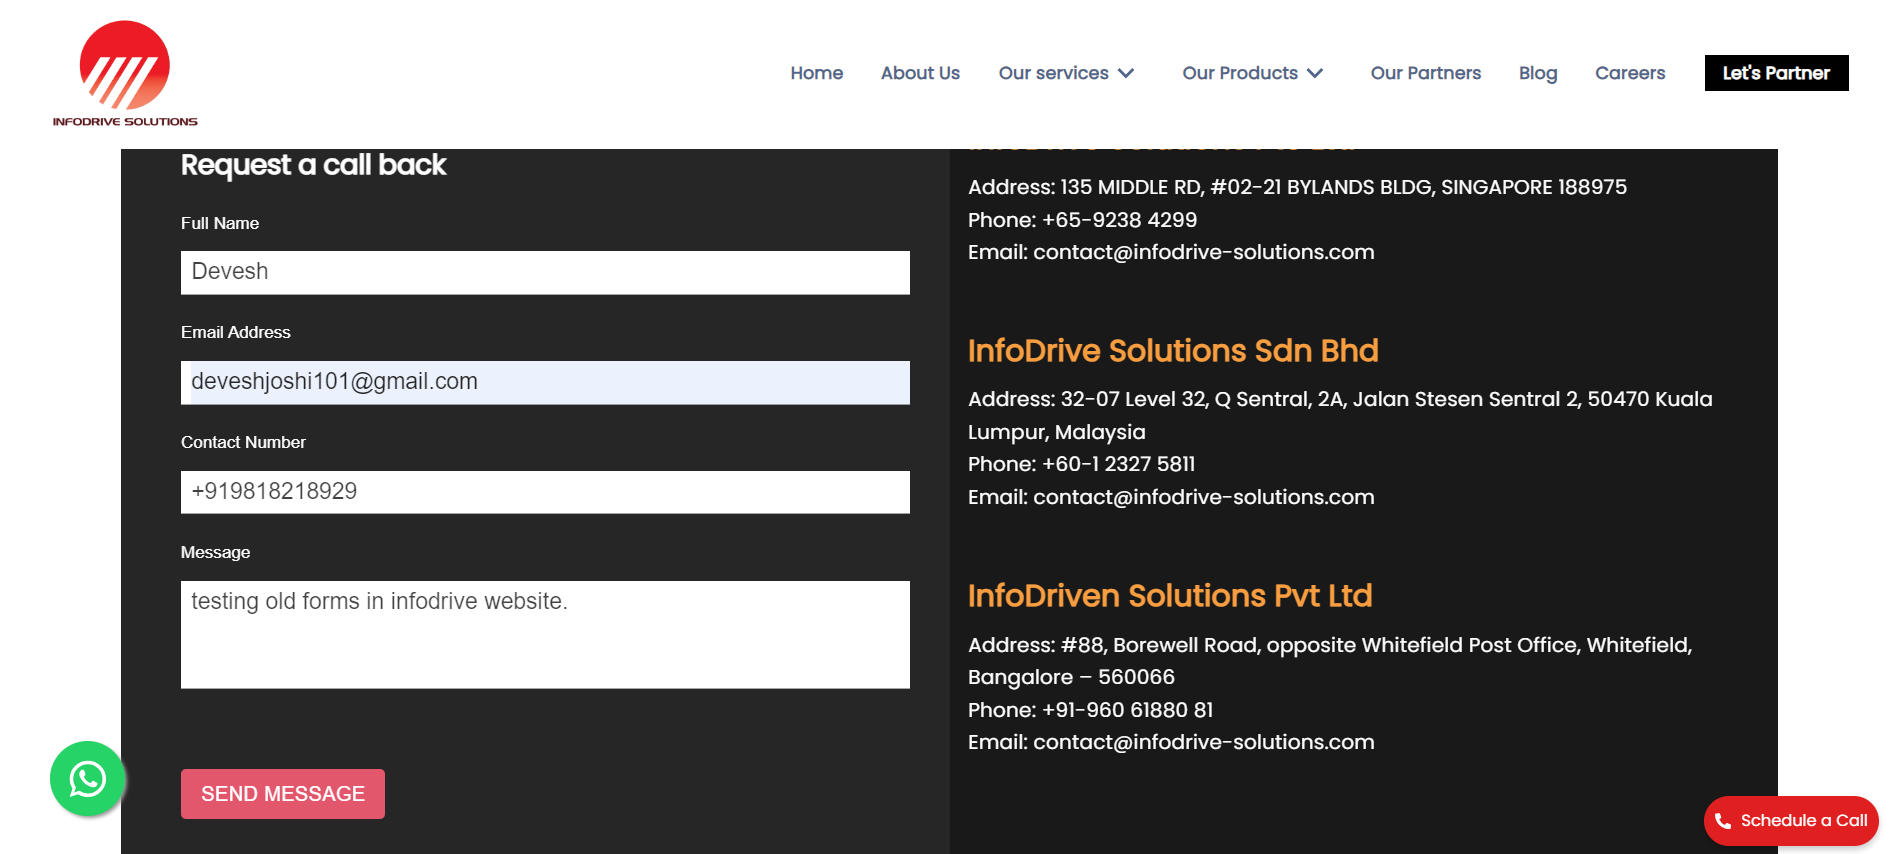 INFODRIVE SOLUTIONS
Home About Us Our services Our Products Our Partners Blog Careers Let's Partner
Request a call back
Full Name
Devesh
Email Address
deveshjoshi101@gmail.com
Contact Number
+919818218929
Message
testing old forms in infodrive website.
SEND MESSAGE
Address: 135 MIDDLE RD, #02-21 BYLANDS BLDG, SINGAPORE 188975
Phone: +65-9238 4299
Email: contact@infodrive-solutions.com
InfoDrive Solutions Sdn Bhd
Address: 32-07 Level 32, Q Sentral, 2A, Jalan Stesen Sentral 2, 50470 Kuala
Lumpur, Malaysia
Phone: +60-1 2327 5811
Email: contact@infodrive-solutions.com
InfoDriven Solutions Pvt Ltd
Address: #88, Borewell Road, opposite Whitefield Post Office, Whitefield,
Bangalore – 560066
Phone: +91-960 61880 81
Email: contact@infodrive-solutions.com
Schedule a Call